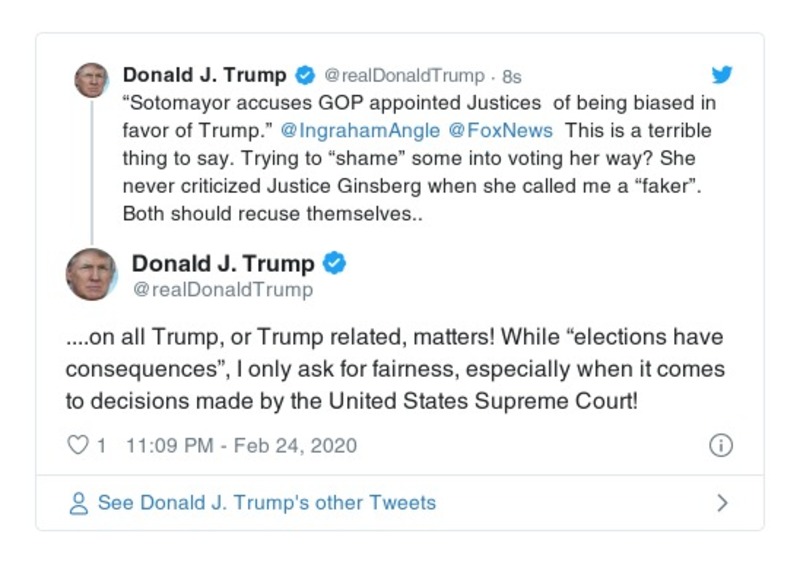 Donald J. Trump @realDonaldTrump · 8s
“Sotomayor accuses GOP appointed Justices  of being biased in
favor of Trump.” @IngrahamAngle @FoxNews  This is a terrible
thing to say. Trying to “shame” some into voting her way? She
never criticized Justice Ginsberg when she called me a “faker”.
Both should recuse themselves..
Donald J. Trump
@realDonaldTrump
....on all Trump, or Trump related, matters! While “elections have
consequences”, I only ask for fairness, especially when it comes
to decisions made by the United States Supreme Court!
1 11:09 PM - Feb 24, 2020
See Donald J. Trump's other Tweets